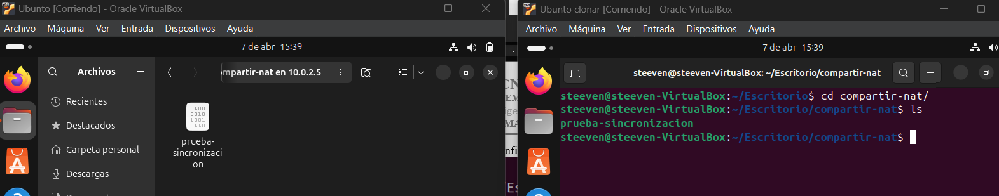 Ubunto [Corriendo] - Oracle VirtualBox
Archivo Máquina Ver Entrada Dispositivos Ayuda
7 de abr 15:39
Archivos
mpartir-nat en 10.0.2.5
Recientes
Destacados
Carpeta personal
Descargas
0100
0010
1001
0110
prueba-
sincronizaci
on
Ubunto clonar [Corriendo] - Oracle VirtualBox
Archivo Máquina Ver Entrada Dispositivos Ayuda
7 de abr 15:39
steeven@steeven-VirtualBox: ~/Escritorio/compartir-nat
steeven@steeven-VirtualBox:~/Escritorio$ cd compartir-nat/
steeven@steeven-VirtualBox:~/Escritorio/compartir-nat$ ls
prueba-sincronizacion
steeven@steeven-VirtualBox:~/Escritorio/compartir-nat$